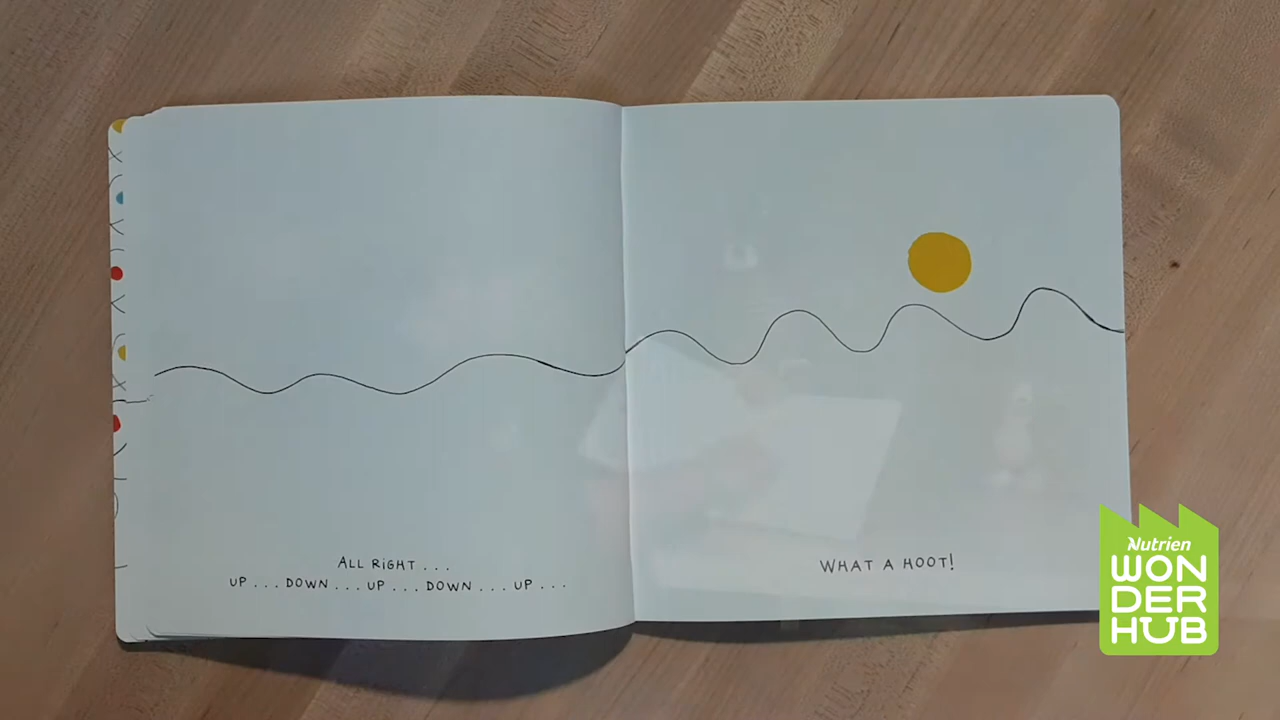 ALL RiGHT . . .
UP . . . DOWN . . . UP . . . DOWN . . . UP . . .
WHAT A HOOT!
Nutrien
WON
DER
HUB